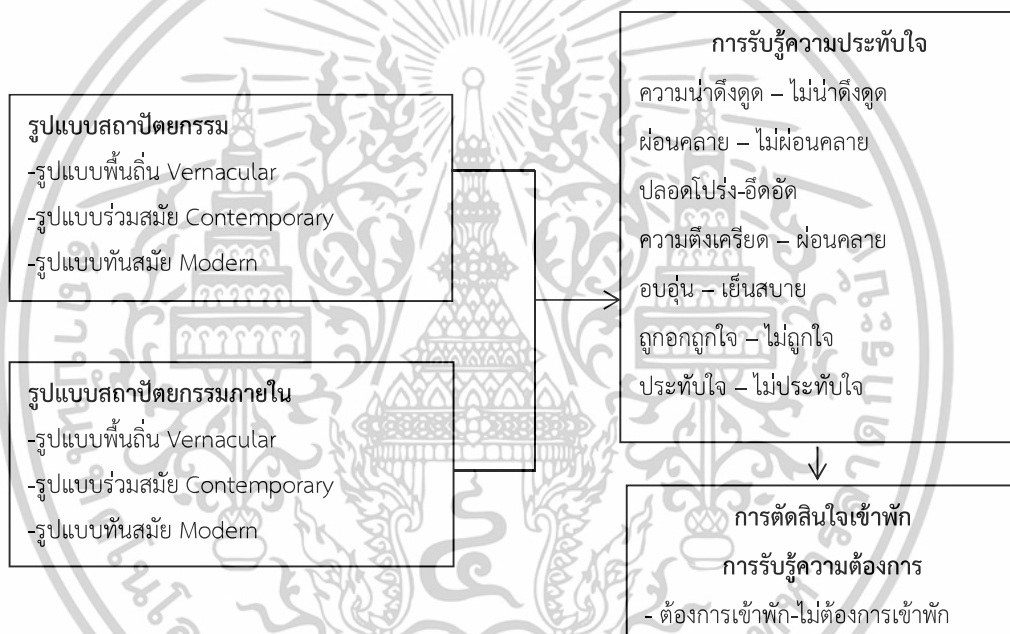 รูปแบบสถาปัตยกรรม
-รูปแบบพื้นถิ่น Vernacular
-รูปแบบร่วมสมัย Contemporary
-รูปแบบทันสมัย Modern
รูปแบบสถาปัตยกรรมภายใน
-รูปแบบพื้นถิ่น Vernacular
-รูปแบบร่วมสมัย Contemporary
-รูปแบบทันสมัย Modern
การรับรู้ความประทับใจ
ความน่าดึงดูด – ไม่น่าดึงดูด
ผ่อนคลาย – ไม่ผ่อนคลาย
ปลอดโปร่ง-อึดอัด
ความตึงเครียด – ผ่อนคลาย
อบอุ่น – เย็นสบาย
ถูกอกถูกใจ – ไม่ถูกใจ
ประทับใจ – ไม่ประทับใจ
การตัดสินใจเข้าพัก
การรับรู้ความต้องการ
- ต้องการเข้าพัก-ไม่ต้องการเข้าพัก